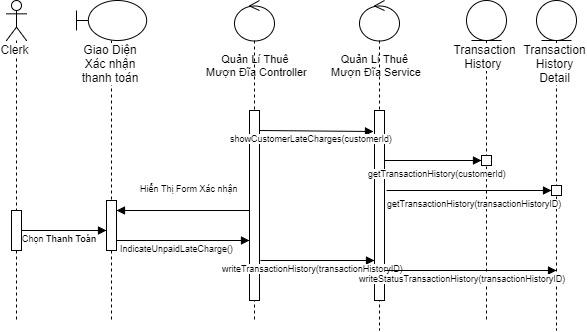 Clerk
Giao Diện
Xác nhận
thanh toán
Quản Lí Thuê
Mượn Đĩa Controller
Quản Lí Thuê
Mượn Đĩa Service
Transaction
History
Transaction
History
Detail
showCustomerLateCharges(customerId)
getTransactionHistory(customerId)
Hiển Thị Form Xác nhận
getTransactionHistory(transactionHistoryID)
Chọn Thanh Toán
IndicateUnpaidLateCharge()
writeTransactionHistory(transactionHistoryID)
writeStatusTransactionHistory(transactionHistoryID)